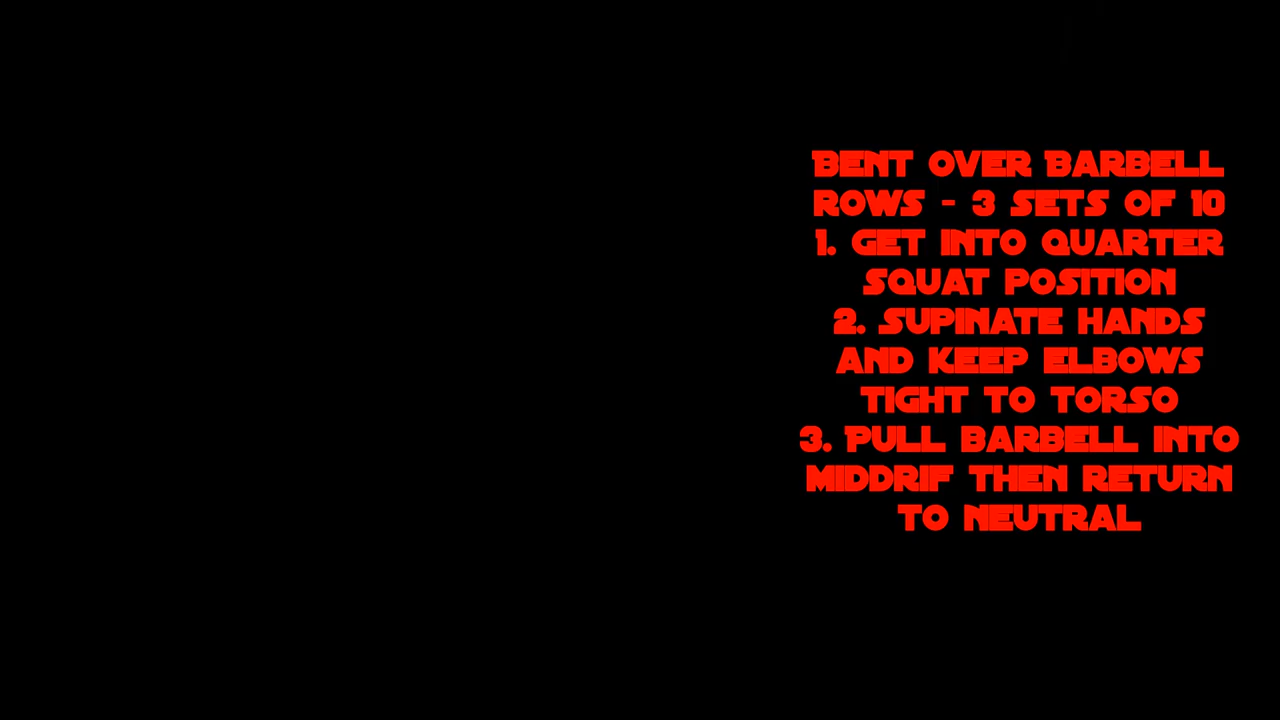 Bent over Barbell
rows - 3 sets of 10
1. Get into quarter
squat position
2. Supinate hands
and keep elbows
tight to torso
3. Pull barbell into
middrif then return
to neutral